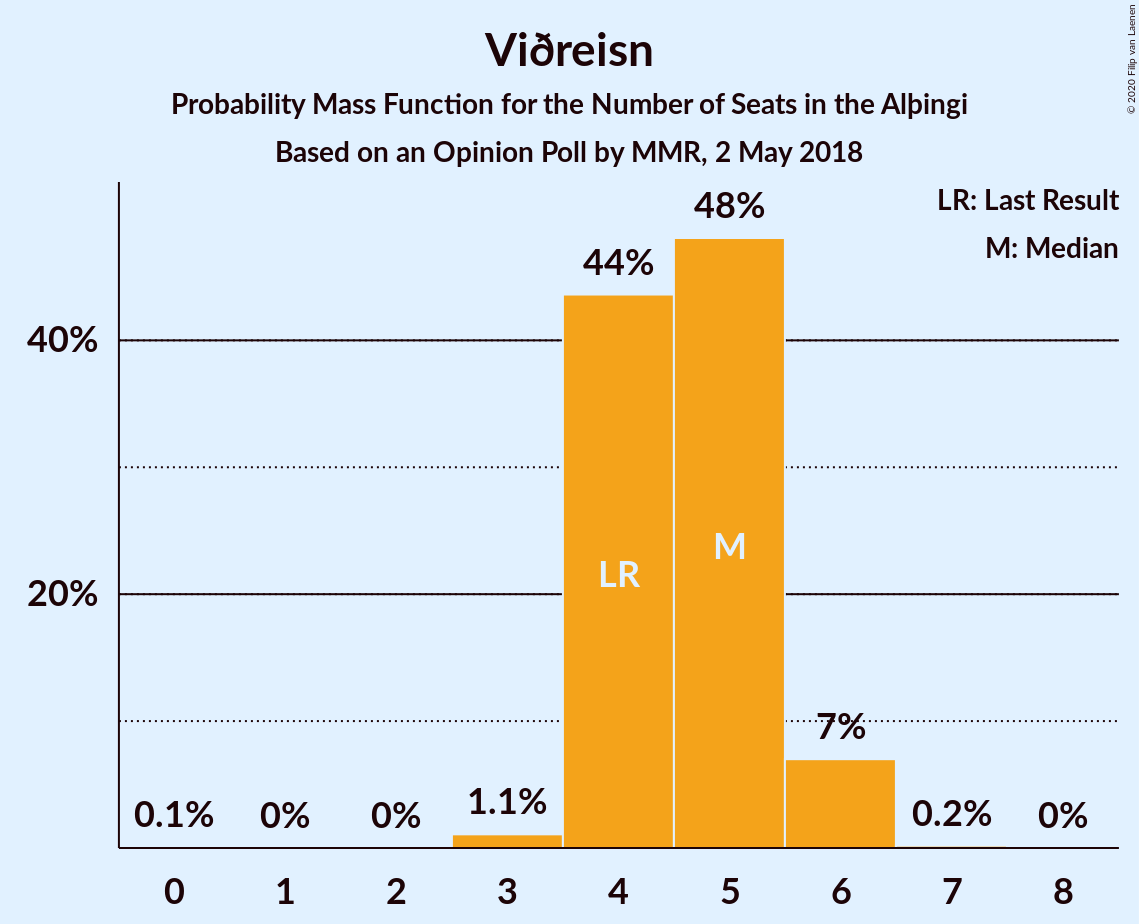 Viðreisn
Probability Mass Function for the Number of Seats in the Alþingi
Based on an Opinion Poll by MMR, 2 May 2018
© 2020 Filip van Laenen
LR: Last Result
M: Median
48%
44%
40%
M
LR
20%
7%
1.1%
0.1% 0% 0% 0.2% 0%
0 1 2 3 4 5 6 7 8